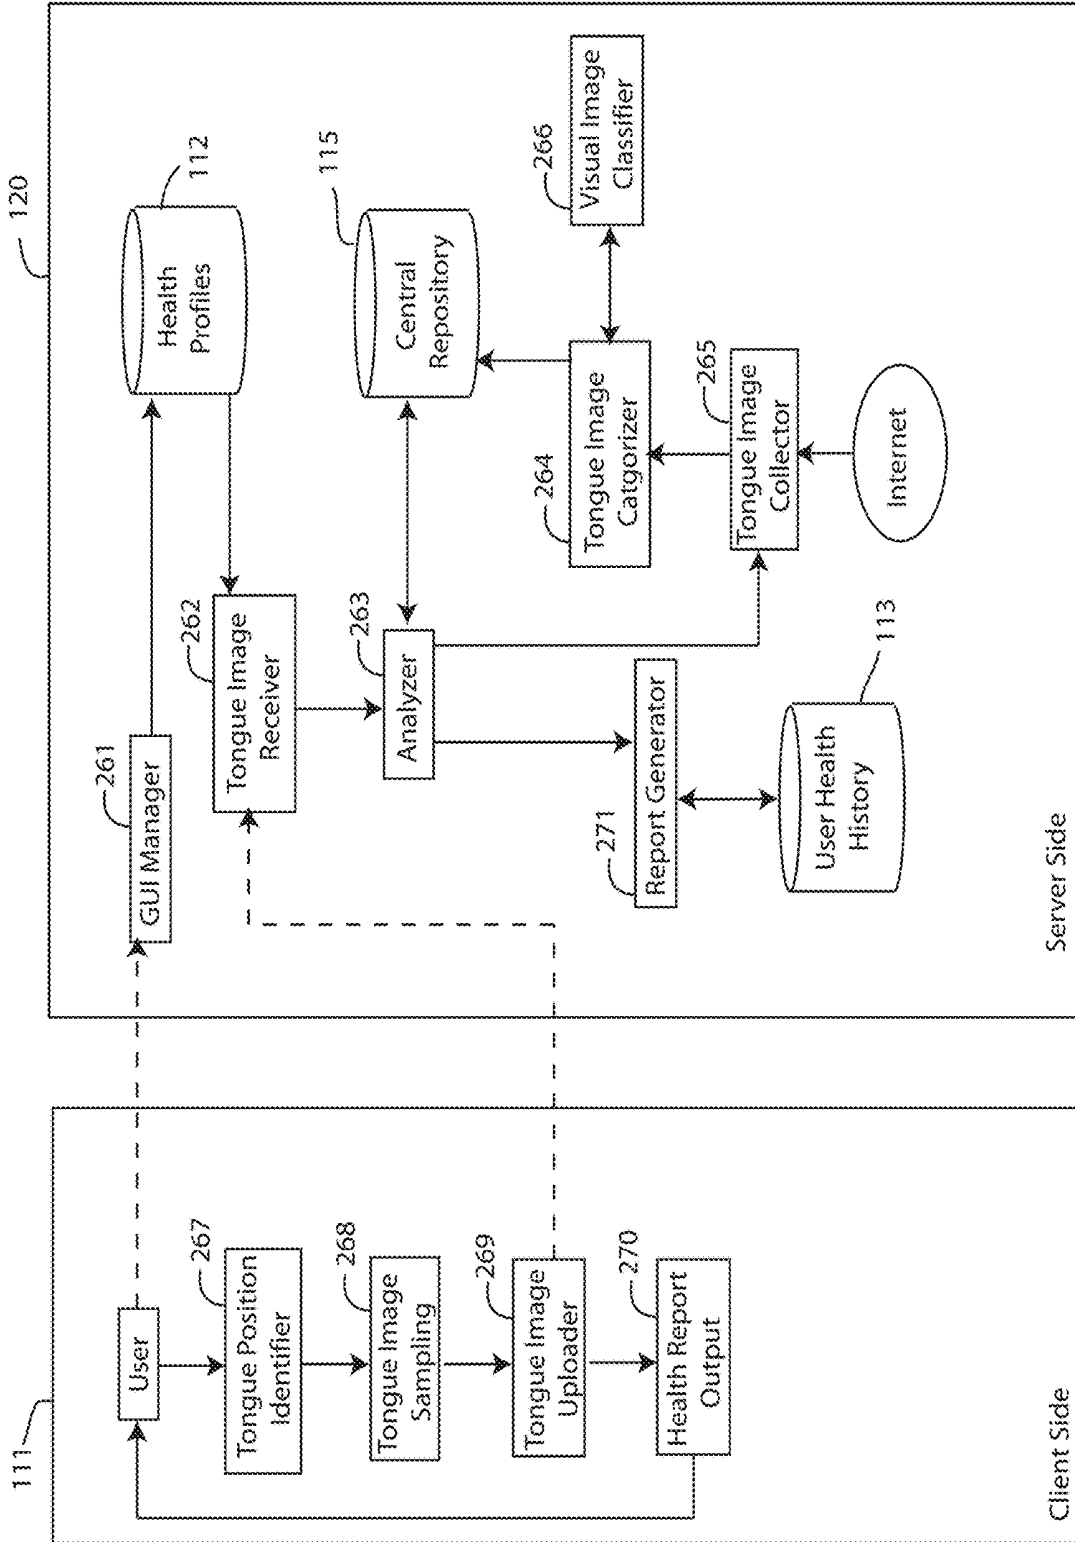 111
User
267
Tongue Position
Identifier
268
Tongue Image
Sampling
269
Tongue Image
Uploader
270
Health Report
Output
Client Side
120
261
GUI Manager
112
Health
Profiles
262
Tongue Image
Receiver
263
Analyzer
115
Central
Repository
266
Visual Image
Classifier
264
Tongue Image
Catgorizer
265
Tongue Image
Collector
Internet
271
Report Generator
113
User Health
History
Server Side